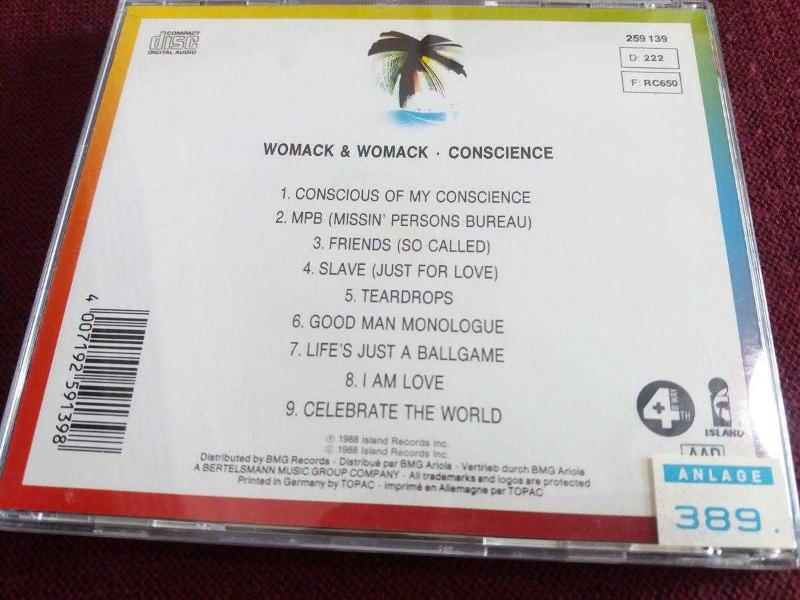 COMPACT
disc
DIGITAL AUDIO
259 139
D: 222
F: RC650
WOMACK & WOMACK · CONSCIENCE
1. CONSCIOUS OF MY CONSCIENCE
2. MPB (MISSIN' PERSONS BUREAU)
3. FRIENDS (SO CALLED)
4. SLAVE (JUST FOR LOVE)
5. TEARDROPS
6. GOOD MAN MONOLOGUE
7. LIFE'S JUST A BALLGAME
8. I AM LOVE
9. CELEBRATE THE WORLD
4 007192 591398
4
TH
B'WAY
ISLAND
℗ 1988 Island Records Inc.
© 1988 Island Records Inc.
Distributed by BMG Records · Distribué par BMG Ariola · Vertrieb durch BMG Ariola
A BERTELSMANN MUSIC GROUP COMPANY · All trademarks and logos are protected
Printed in Germany by TOPAC · Imprimé en Allemagne par TOPAC
AAD
ANLAGE
389.